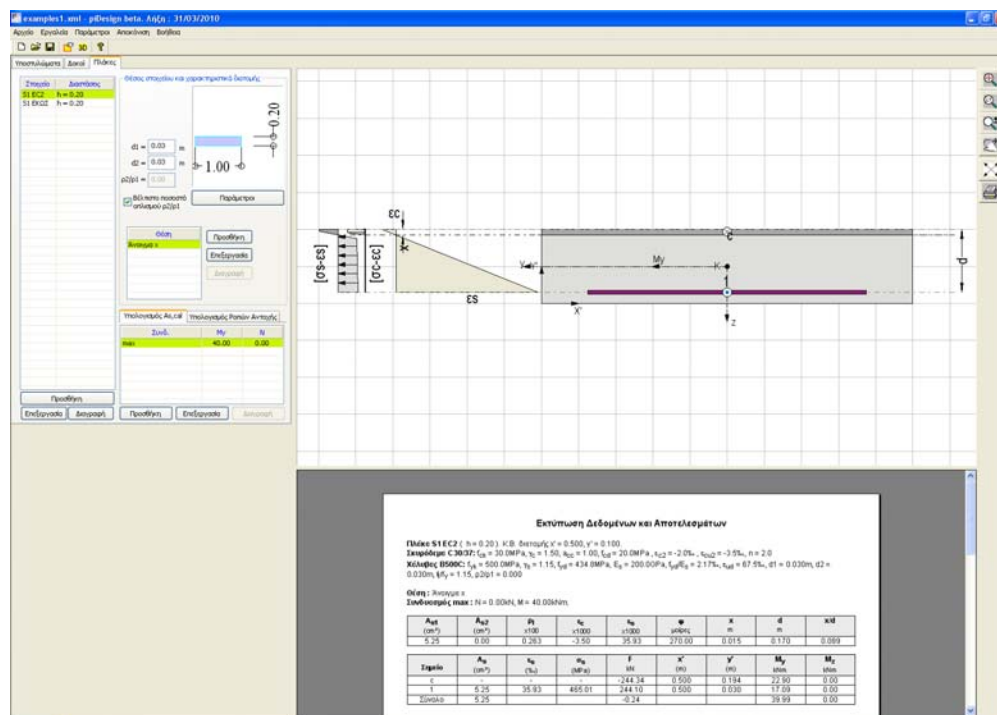 examples1.xml - piDesign beta. Λήξη : 31/03/2010
Αρχείο Εργαλεία Παράμετροι Απεικόνιση Βοήθεια
Υποστυλώματα Δοκοί Πλάκες
Στοιχείο Διαστάσεις
S1 EC2 h = 0.20
S1 ΕΚΩΣ h = 0.20
Θέσεις στοιχείου και χαρακτηριστικά διατομής
0.20
1.00
d1 = 0.03 m
d2 = 0.03 m
ρ2/ρ1 = 0.00
Βέλτιστο ποσοστό οπλισμού ρ2/ρ1
Παράμετροι
Θέση
Άνοιγμα x
Προσθήκη
Επεξεργασία
Διαγραφή
Υπολογισμός As,cal Υπολογισμός Ροπών Αντοχής
Συνδ. My N
max 40.00 0.00
Προσθήκη
Επεξεργασία Διαγραφή
Προσθήκη Επεξεργασία Διαγραφή
εc
[σs-εs]
x
[σc-εc]
εs
y
My
K
c
1
d
x'
z
Εκτύπωση Δεδομένων και Αποτελεσμάτων
Πλάκα S1 EC2 ( h = 0.20 ). Κ.Β. διατομής x' = 0.500, y' = 0.100.
Σκυρόδεμα C30/37: fck = 30.0MPa, γc = 1.50, acc = 1.00, fcd = 20.0MPa , εc2 = -2.0‰ , εcu2 = -3.5‰, n = 2.0
Χάλυβας B500C: fyk = 500.0MPa, γs = 1.15, fyd = 434.8MPa, Es = 200.0GPa, fyd/Es = 2.17‰, εud = 67.5‰, d1 = 0.030m, d2 =
0.030m, ft/fy = 1.15, ρ2/ρ1 = 0.000
Θέση : Άνοιγμα x
Συνδυασμός max : N = 0.00kN, M = 40.00kNm.
As1 As2 ρl εc εs φ x d x/d
(cm²) (cm²) x100 x1000 x1000 μοίρες m m
5.25 0.00 0.263 -3.50 35.93 270.00 0.015 0.170 0.089
Σημείο As εs σs F x' y' My Mz
(cm²) (‰) (MPa) kN (m) (m) kNm kNm
c - - - -244.34 0.500 0.194 22.90 0.00
1 5.25 35.93 465.01 244.10 0.500 0.030 17.09 0.00
Σύνολο 5.25 -0.24 39.99 0.00